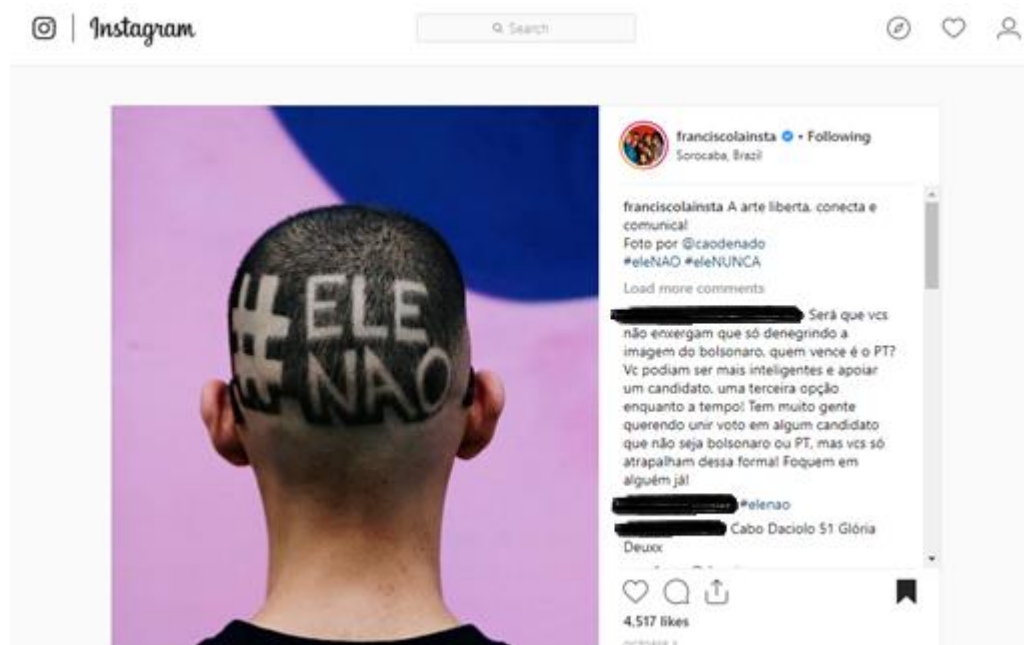 Instagram
Search
#ELE
NAO
franciscolainsta • Following
Sorocaba, Brazil
franciscolainsta A arte liberta, conecta e
comunica!
Foto por @caodenado
#eleNAO #eleNUNCA
Load more comments
Será que vcs
não enxergam que só denegrindo a
imagem do bolsonaro, quem vence é o PT?
Vc podiam ser mais inteligentes e apoiar
um candidato, uma terceira opção
enquanto a tempo! Tem muito gente
querendo unir voto em algum candidato
que não seja bolsonaro ou PT, mas vcs só
atrapalham dessa forma! Foquem em
alguém já!
#elenao
Cabo Daciolo 51 Glória
Deuxx
4,517 likes